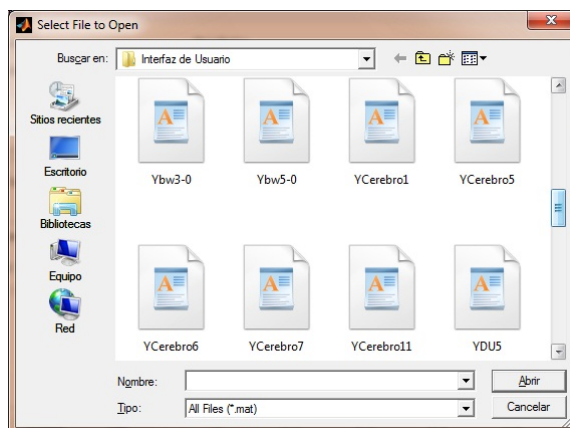 Select File to Open
Buscar en: Interfaz de Usuario
Sitios recientes
Escritorio
Bibliotecas
Equipo
Red
Ybw3-0 Ybw5-0 YCerebro1 YCerebro5
YCerebro6 YCerebro7 YCerebro11 YDU5
Nombre: Abrir
Tipo: All Files (*.mat) Cancelar